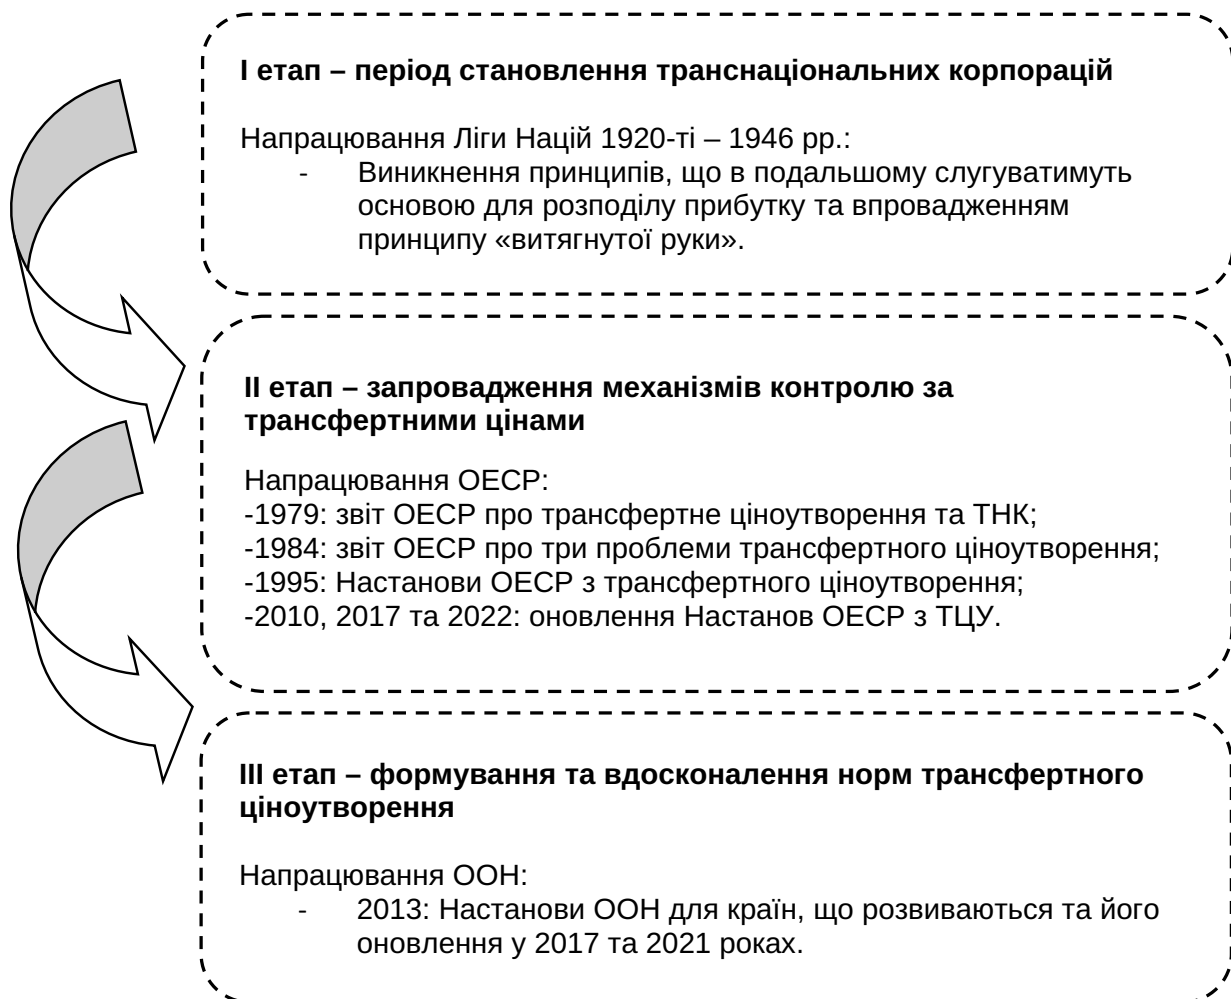 І етап – період становлення транснаціональних корпорацій
Напрацювання Ліги Націй 1920-ті – 1946 рр.:
- Виникнення принципів, що в подальшому слугуватимуть
основою для розподілу прибутку та впровадженням
принципу «витягнутої руки».
ІІ етап – запровадження механізмів контролю за
трансфертними цінами
Напрацювання ОЕСР:
-1979: звіт ОЕСР про трансфертне ціноутворення та ТНК;
-1984: звіт ОЕСР про три проблеми трансфертного ціноутворення;
-1995: Настанови ОЕСР з трансфертного ціноутворення;
-2010, 2017 та 2022: оновлення Настанов ОЕСР з ТЦУ.
ІІІ етап – формування та вдосконалення норм трансфертного
ціноутворення
Напрацювання ООН:
- 2013: Настанови ООН для країн, що розвиваються та його
оновлення у 2017 та 2021 роках.